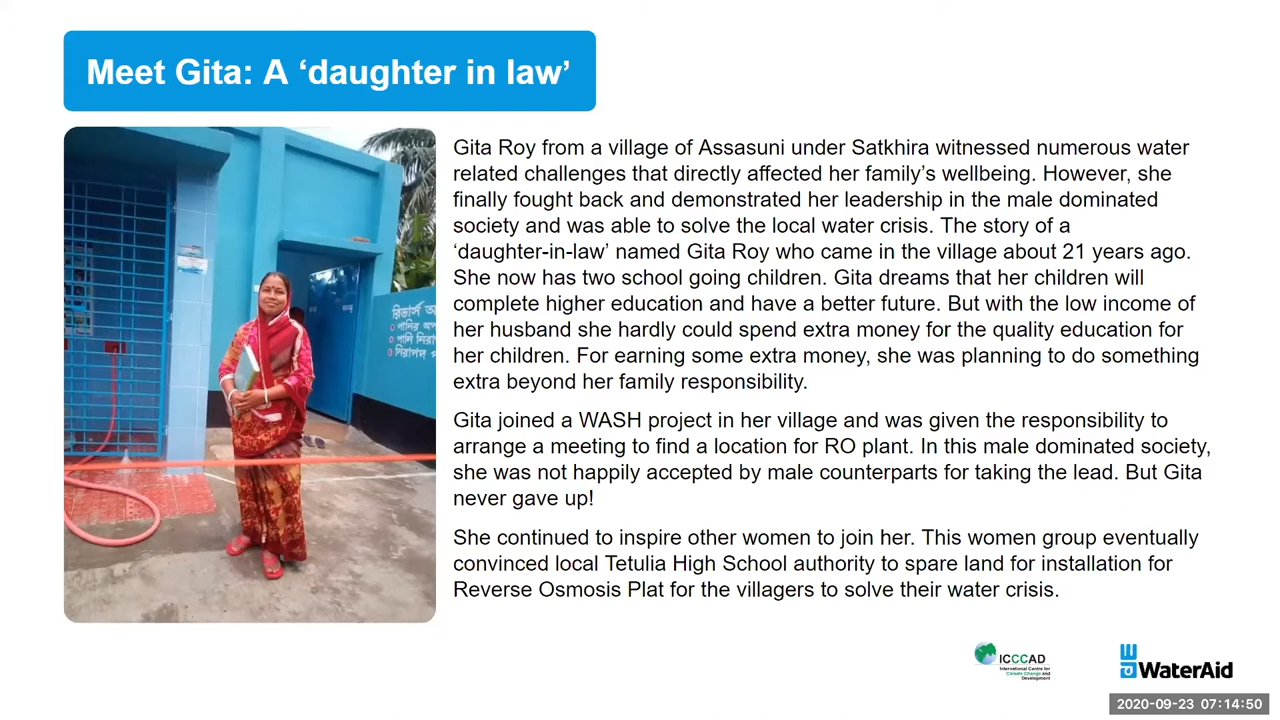 Meet Gita: A ‘daughter in law’
রিভার্স অ
পানির অপ
পানি নিরা
নিরাপদ প
Gita Roy from a village of Assasuni under Satkhira witnessed numerous water
related challenges that directly affected her family’s wellbeing. However, she
finally fought back and demonstrated her leadership in the male dominated
society and was able to solve the local water crisis. The story of a
‘daughter-in-law’ named Gita Roy who came in the village about 21 years ago.
She now has two school going children. Gita dreams that her children will
complete higher education and have a better future. But with the low income of
her husband she hardly could spend extra money for the quality education for
her children. For earning some extra money, she was planning to do something
extra beyond her family responsibility.
Gita joined a WASH project in her village and was given the responsibility to
arrange a meeting to find a location for RO plant. In this male dominated society,
she was not happily accepted by male counterparts for taking the lead. But Gita
never gave up!
She continued to inspire other women to join her. This women group eventually
convinced local Tetulia High School authority to spare land for installation for
Reverse Osmosis Plat for the villagers to solve their water crisis.
ICCCAD
International Centre for
Climate Change and
Development
WaterAid
2020-09-23 07:14:50